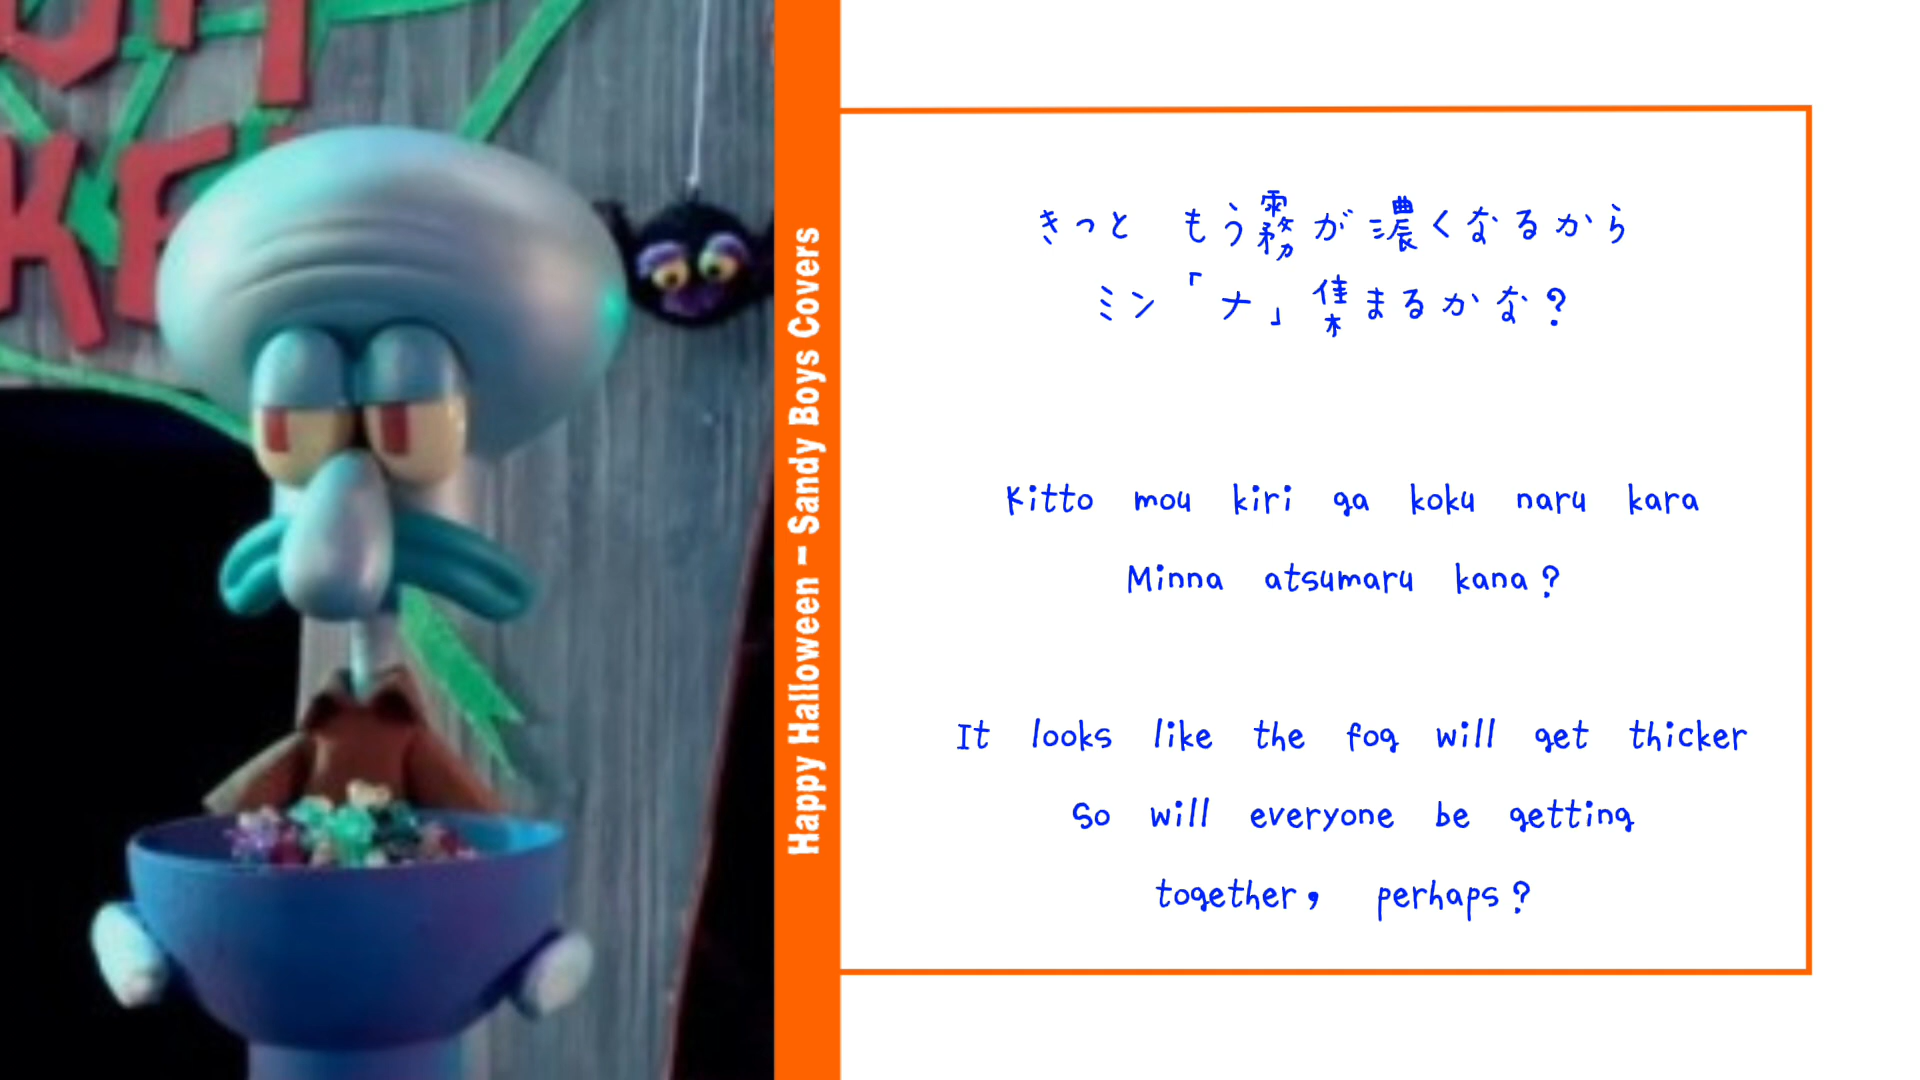 Happy Halloween - Sandy Boys Covers
きっと もう霧が濃くなるから
ミン「ナ」集まるかな?
Kitto mou kiri ga koku naru kara
Minna atsumaru kana?
It looks like the fog will get thicker
So will everyone be getting
together, perhaps?